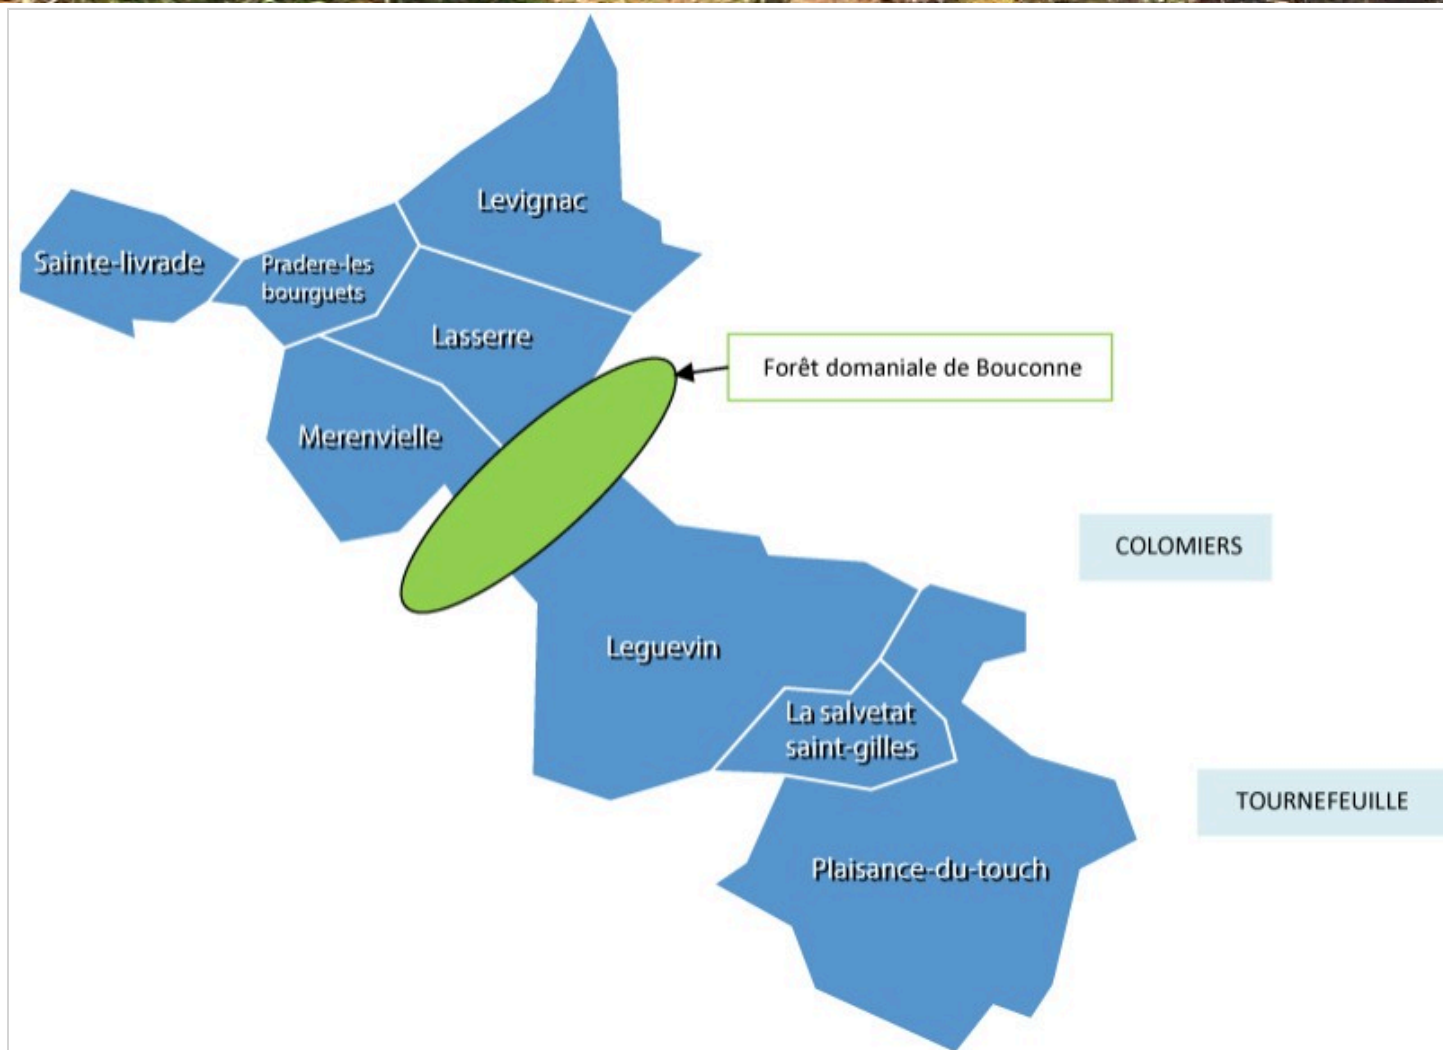 Levignac
Sainte-livrade
Pradere-les
bourguets
Lasserre
Forêt domaniale de Bouconne
Merenvielle
COLOMIERS
Leguevin
La salvetat
saint-gilles
TOURNEFEUILLE
Plaisance-du-touch